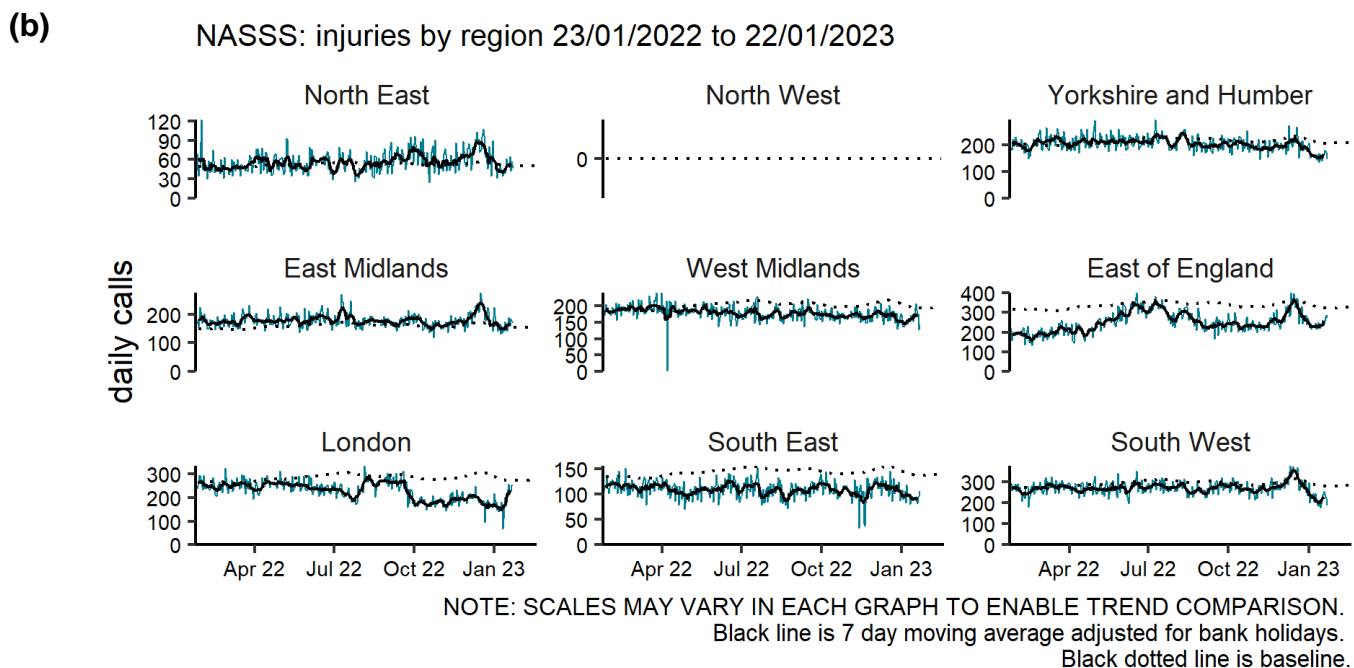 (b)
NASSS: injuries by region 23/01/2022 to 22/01/2023
North East
North West
Yorkshire and Humber
120
90
60
30
0
0
200
100
0
daily calls
East Midlands
West Midlands
East of England
200
100
0
200
150
100
50
0
400
300
200
100
0
London
South East
South West
300
200
100
0
150
100
50
0
300
200
100
0
Apr 22 Jul 22 Oct 22 Jan 23
Apr 22 Jul 22 Oct 22 Jan 23
Apr 22 Jul 22 Oct 22 Jan 23
NOTE: SCALES MAY VARY IN EACH GRAPH TO ENABLE TREND COMPARISON.
Black line is 7 day moving average adjusted for bank holidays.
Black dotted line is baseline.